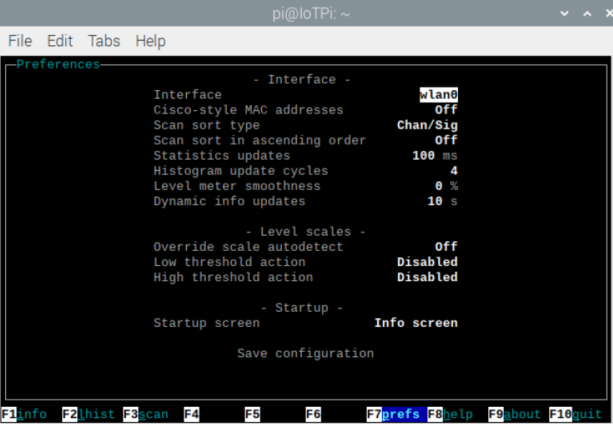 pi@IoTPi: ~
File Edit Tabs Help
Preferences
- Interface -
Interface wlan0
Cisco-style MAC addresses Off
Scan sort type Chan/Sig
Scan sort in ascending order Off
Statistics updates 100 ms
Histogram update cycles 4
Level meter smoothness 0 %
Dynamic info updates 10 s
- Level scales -
Override scale autodetect Off
Low threshold action Disabled
High threshold action Disabled
- Startup -
Startup screen Info screen
Save configuration
F1info F2lhist F3scan F4 F5 F6 F7prefs F8help F9about F10quit